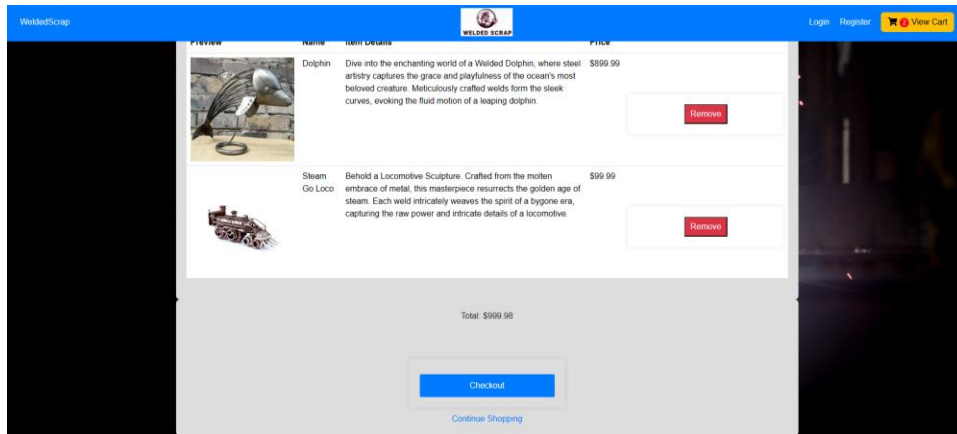 WeldedScrap
WELDED SCRAP
Login Register 2 View Cart
Preview Name Item Details Price
Dolphin
Dive into the enchanting world of a Welded Dolphin, where steel
artistry captures the grace and playfulness of the ocean's most
beloved creature. Meticulously crafted welds form the sleek
curves, evoking the fluid motion of a leaping dolphin.
$899.99
Remove
Steam
Go Loco
Behold a Locomotive Sculpture. Crafted from the molten
embrace of metal, this masterpiece resurrects the golden age of
steam. Each weld intricately weaves the spirit of a bygone era,
capturing the raw power and intricate details of a locomotive.
$99.99
Remove
Total: $999.98
Checkout
Continue Shopping